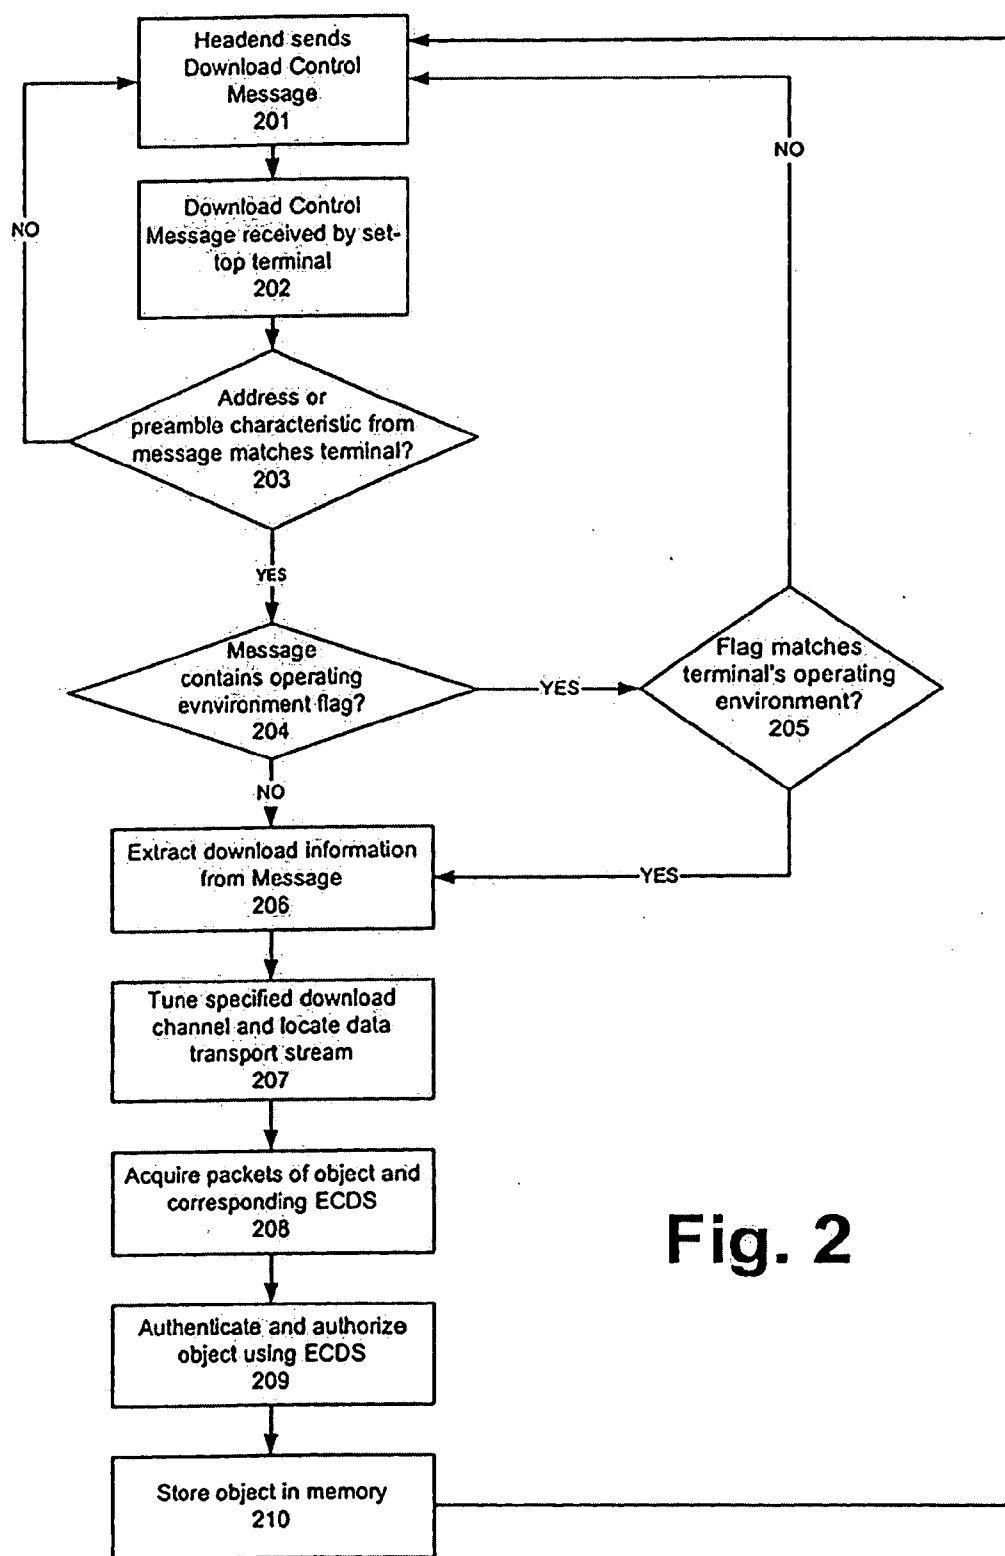 Headend sends
Download Control
Message
201
NO
Download Control
Message received by set-
top terminal
202
NO
Address or
preamble characteristic from
message matches terminal?
203
YES
Message
contains operating
evnvironment flag?
204
YES
Flag matches
terminal's operating
environment?
205
NO
Extract download information
from Message
206
YES
Tune specified download
channel and locate data
transport stream
207
Acquire packets of object and
corresponding ECDS
208
Fig. 2
Authenticate and authorize
object using ECDS
209
Store object in memory
210